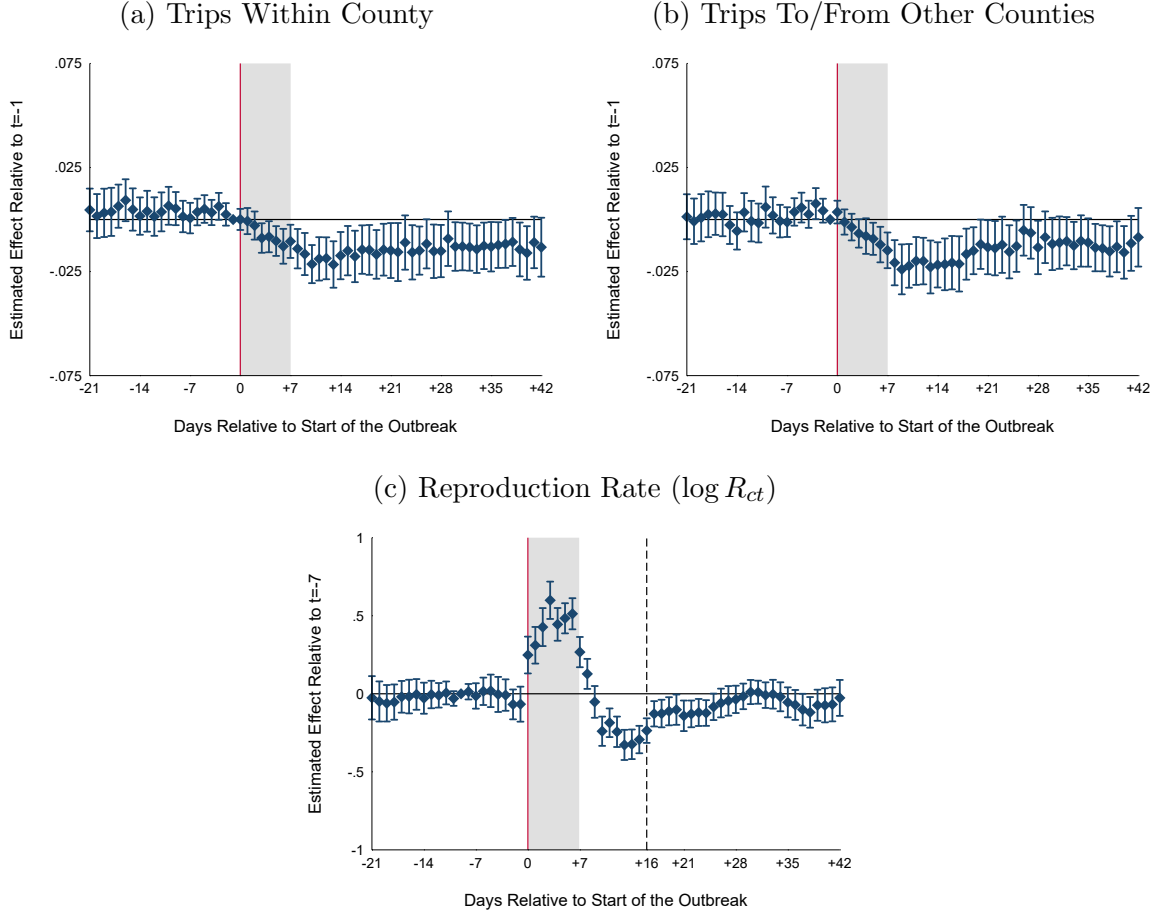 (a) Trips Within County
(b) Trips To/From Other Counties
.075
.025
-.025
-.075
Estimated Effect Relative to t=-1
-21 -14 -7 0 +7 +14 +21 +28 +35 +42
Days Relative to Start of the Outbreak
.075
.025
-.025
-.075
Estimated Effect Relative to t=-1
-21 -14 -7 0 +7 +14 +21 +28 +35 +42
Days Relative to Start of the Outbreak
(c) Reproduction Rate (log R_ct)
1
.5
0
-.5
-1
Estimated Effect Relative to t=-7
-21 -14 -7 0 +7 +16 +21 +28 +35 +42
Days Relative to Start of the Outbreak